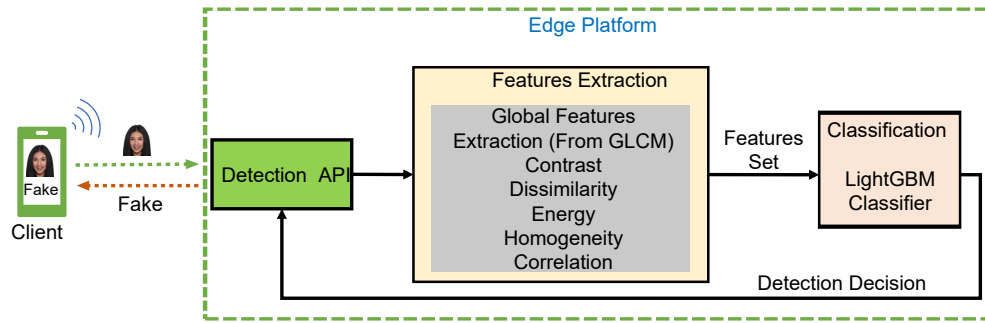 Edge Platform
Features Extraction
Global Features
Extraction (From GLCM)
Contrast
Dissimilarity
Energy
Homogeneity
Correlation
Features
Set
Classification
LightGBM
Classifier
Detection API
Fake
Fake
Client
Detection Decision